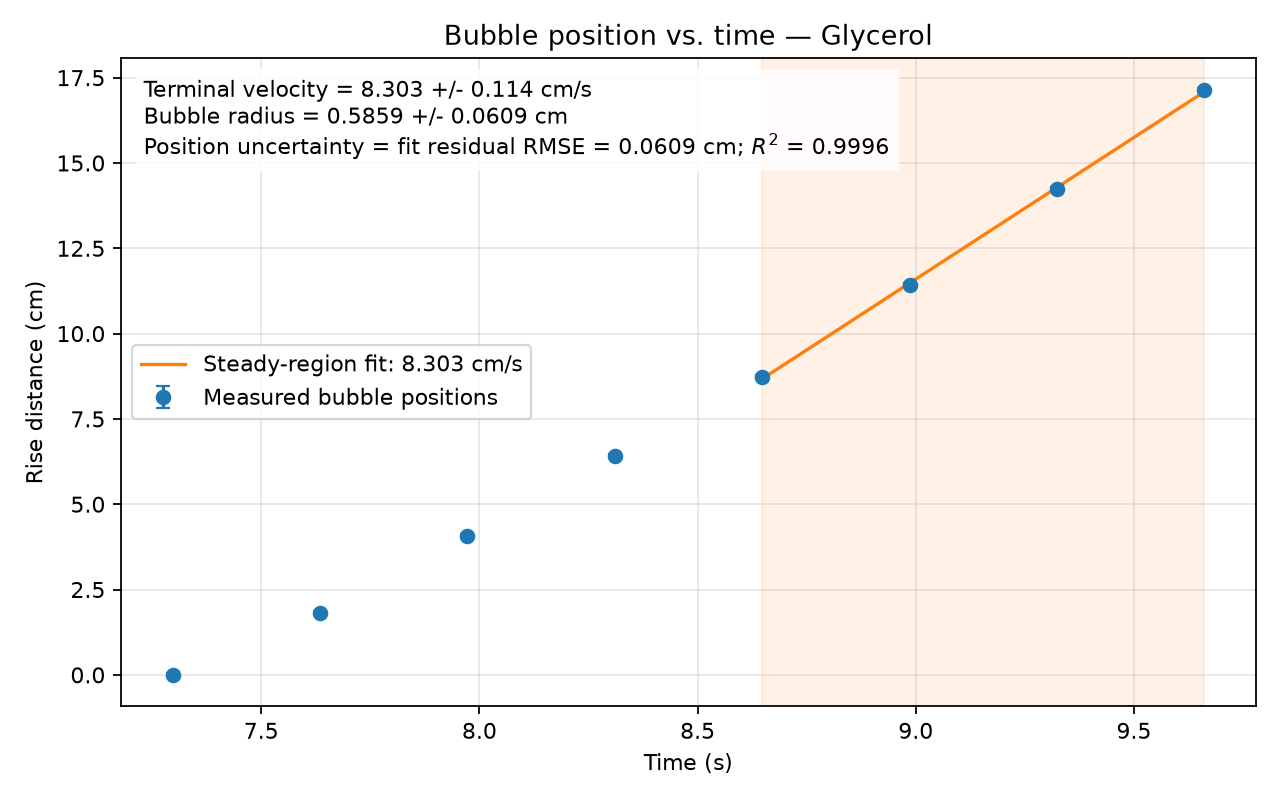 Bubble position vs. time — Glycerol
17.5
15.0
12.5
10.0
7.5
5.0
2.5
0.0
Rise distance (cm)
Terminal velocity = 8.303 +/- 0.114 cm/s
Bubble radius = 0.5859 +/- 0.0609 cm
Position uncertainty = fit residual RMSE = 0.0609 cm; R² = 0.9996
Steady-region fit: 8.303 cm/s
Measured bubble positions
7.5 8.0 8.5 9.0 9.5
Time (s)